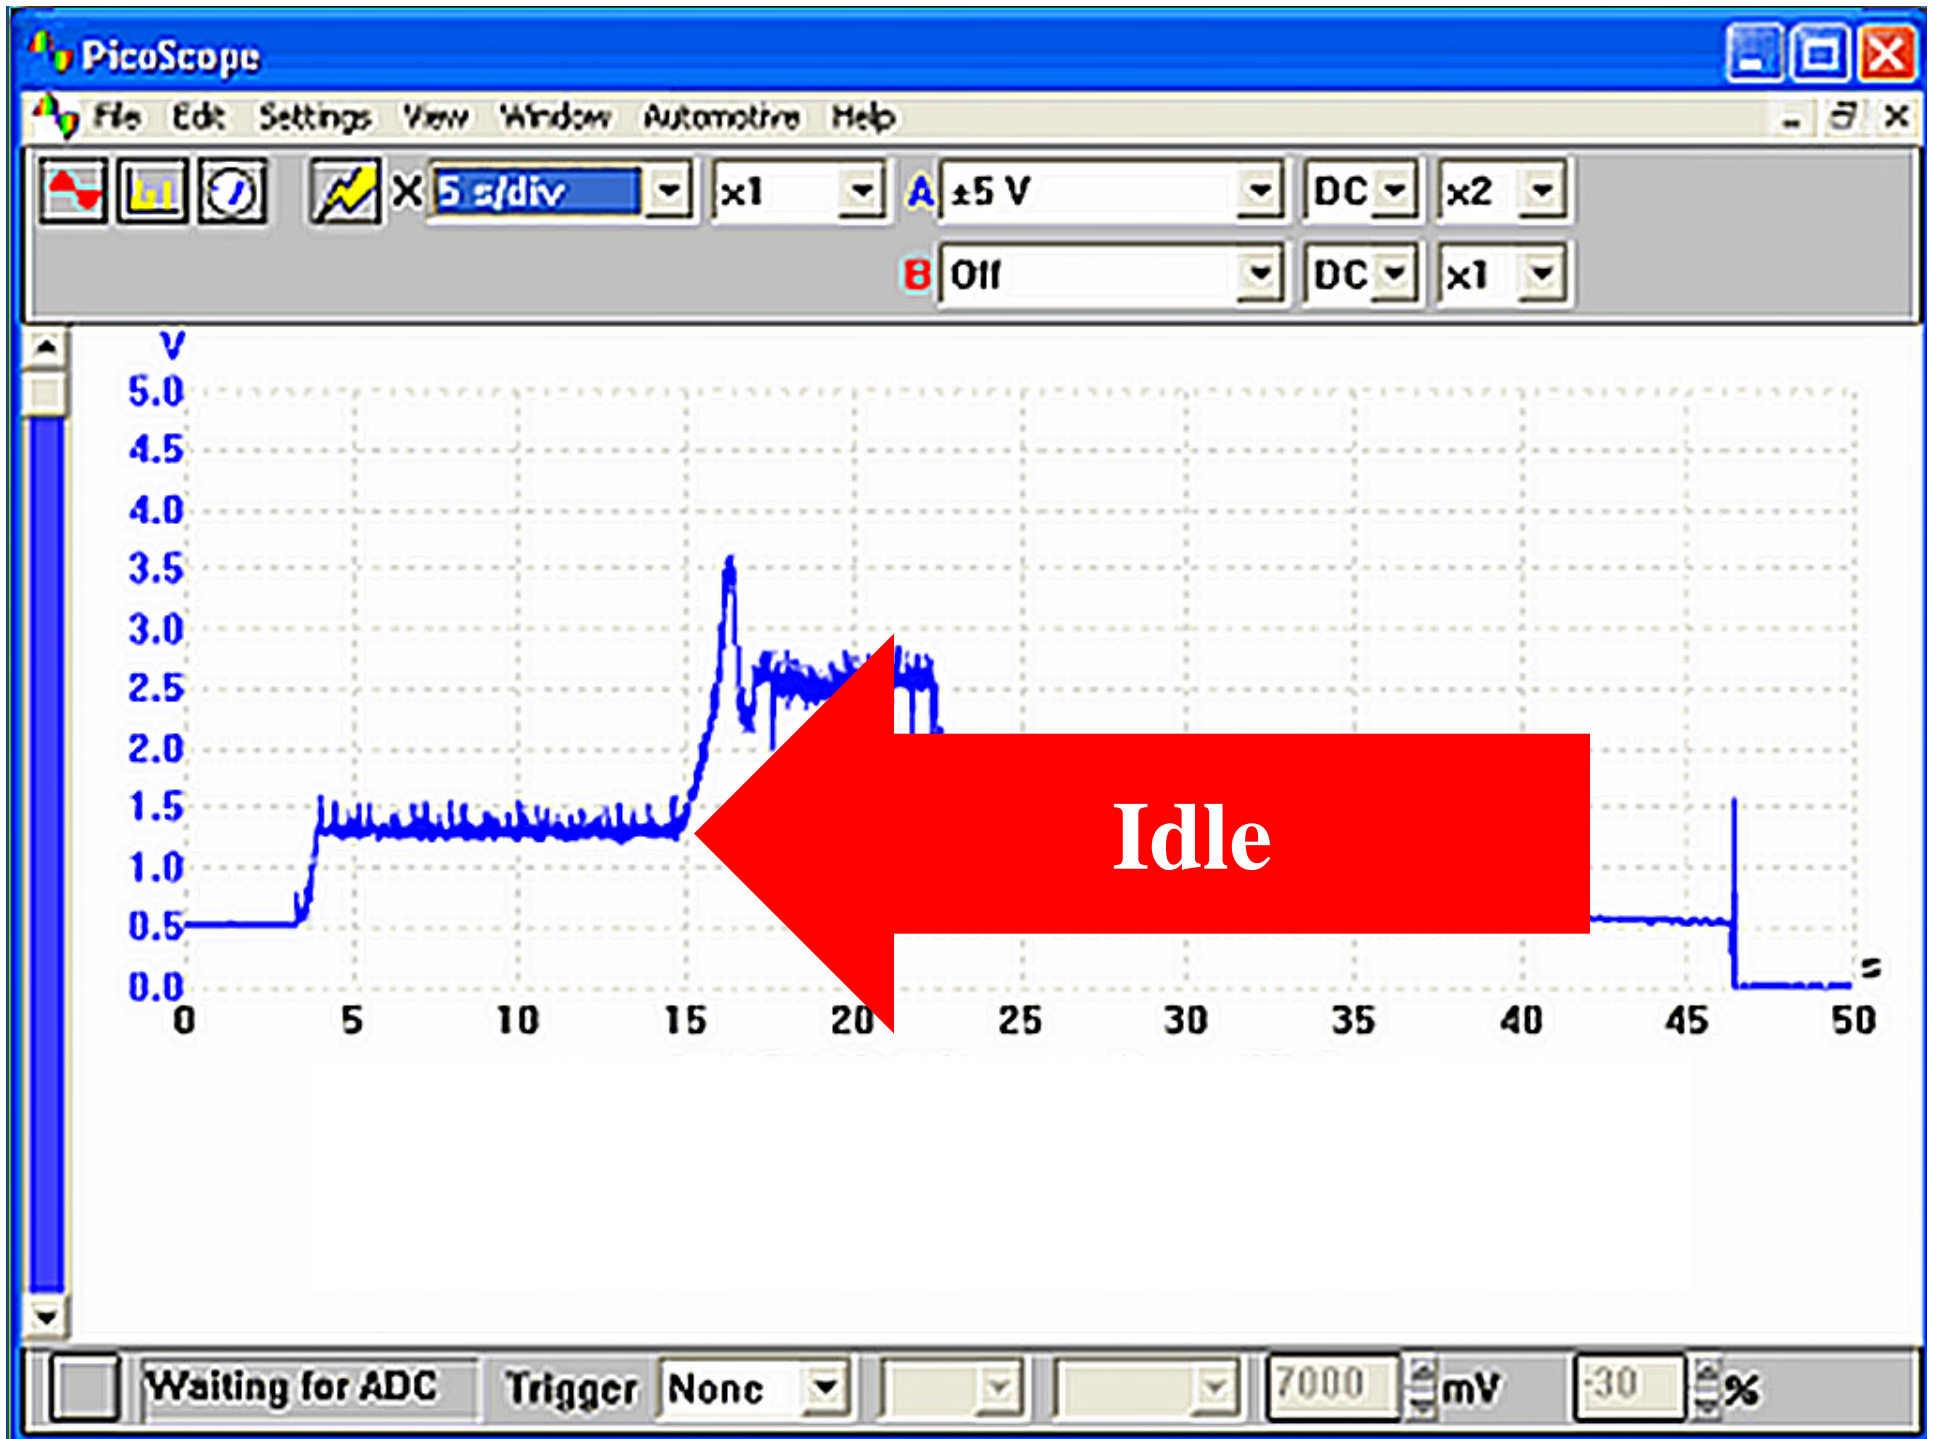 PicoScope
File Edit Settings View Window Automotive Help
X 5 s/div x1 A ±5 V DC x2
B Off DC x1
V
5.0
4.5
4.0
3.5
3.0
2.5
2.0
1.5
Idle
1.0
0.5
0.0
s
0 5 10 15 20 25 30 35 40 45 50
Waiting for ADC Trigger None 7000 mV -30 %